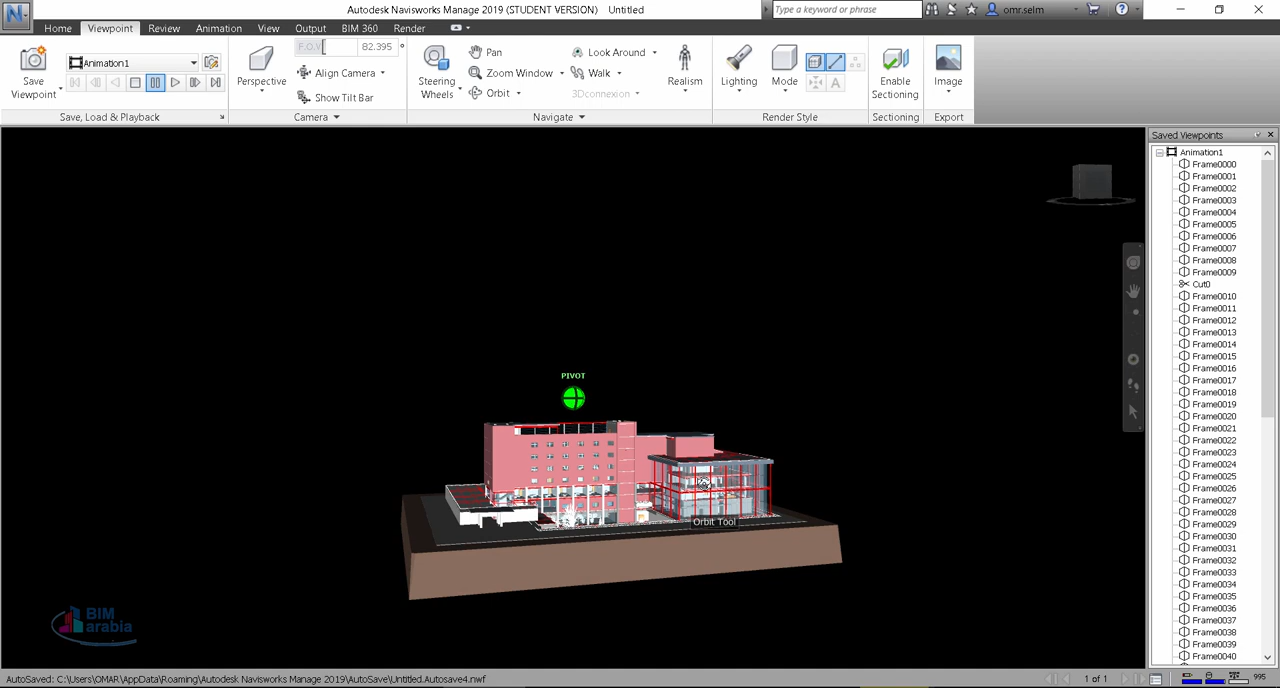 Autodesk Navisworks Manage 2019 (STUDENT VERSION) Untitled
Type a keyword or phrase
omr.selm
Home Viewpoint Review Animation View Output BIM 360 Render
Save Viewpoint
Animation1
Save, Load & Playback
Perspective
F.O.V. 82.395 °
Align Camera
Show Tilt Bar
Camera
Steering Wheels
Pan
Zoom Window
Orbit
Look Around
Walk
3Dconnexion
Navigate
Realism
Lighting
Mode
A
Render Style
Enable Sectioning
Sectioning
Image
Export
Saved Viewpoints
Animation1
Frame0000
Frame0001
Frame0002
Frame0003
Frame0004
Frame0005
Frame0006
Frame0007
Frame0008
Frame0009
Cut0
Frame0010
Frame0011
Frame0012
Frame0013
Frame0014
Frame0015
Frame0016
Frame0017
Frame0018
Frame0019
Frame0020
Frame0021
Frame0022
Frame0023
Frame0024
Frame0025
Frame0026
Frame0027
Frame0028
Frame0029
Frame0030
Frame0031
Frame0032
Frame0033
Frame0034
Frame0035
Frame0036
Frame0037
Frame0038
Frame0039
Frame0040
PIVOT
Orbit Tool
BIM
arabia
AutoSaved: C:\Users\OMAR\AppData\Roaming\Autodesk Navisworks Manage 2019\AutoSave\Untitled.Autosave4.nwf
1 of 1
995